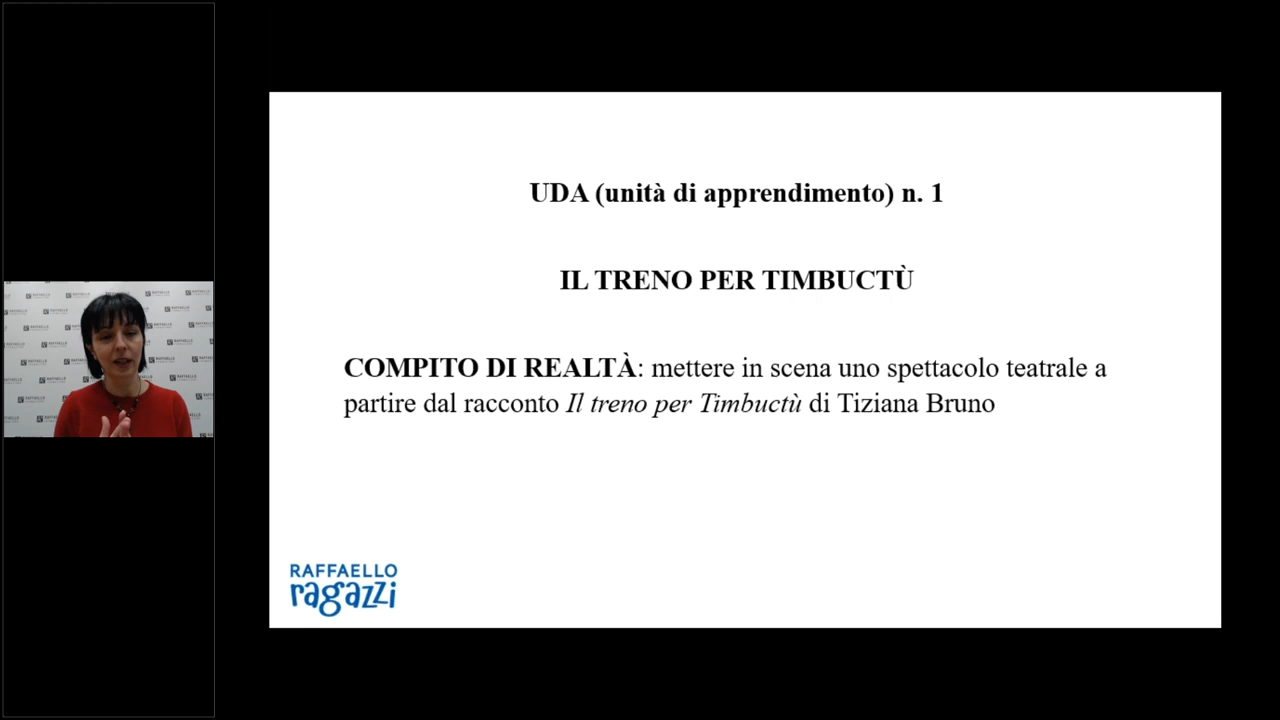 UDA (unità di apprendimento) n. 1
IL TRENO PER TIMBUCTÙ
COMPITO DI REALTÀ: mettere in scena uno spettacolo teatrale a
partire dal racconto Il treno per Timbuctù di Tiziana Bruno
RAFFAELLO
ragazzi